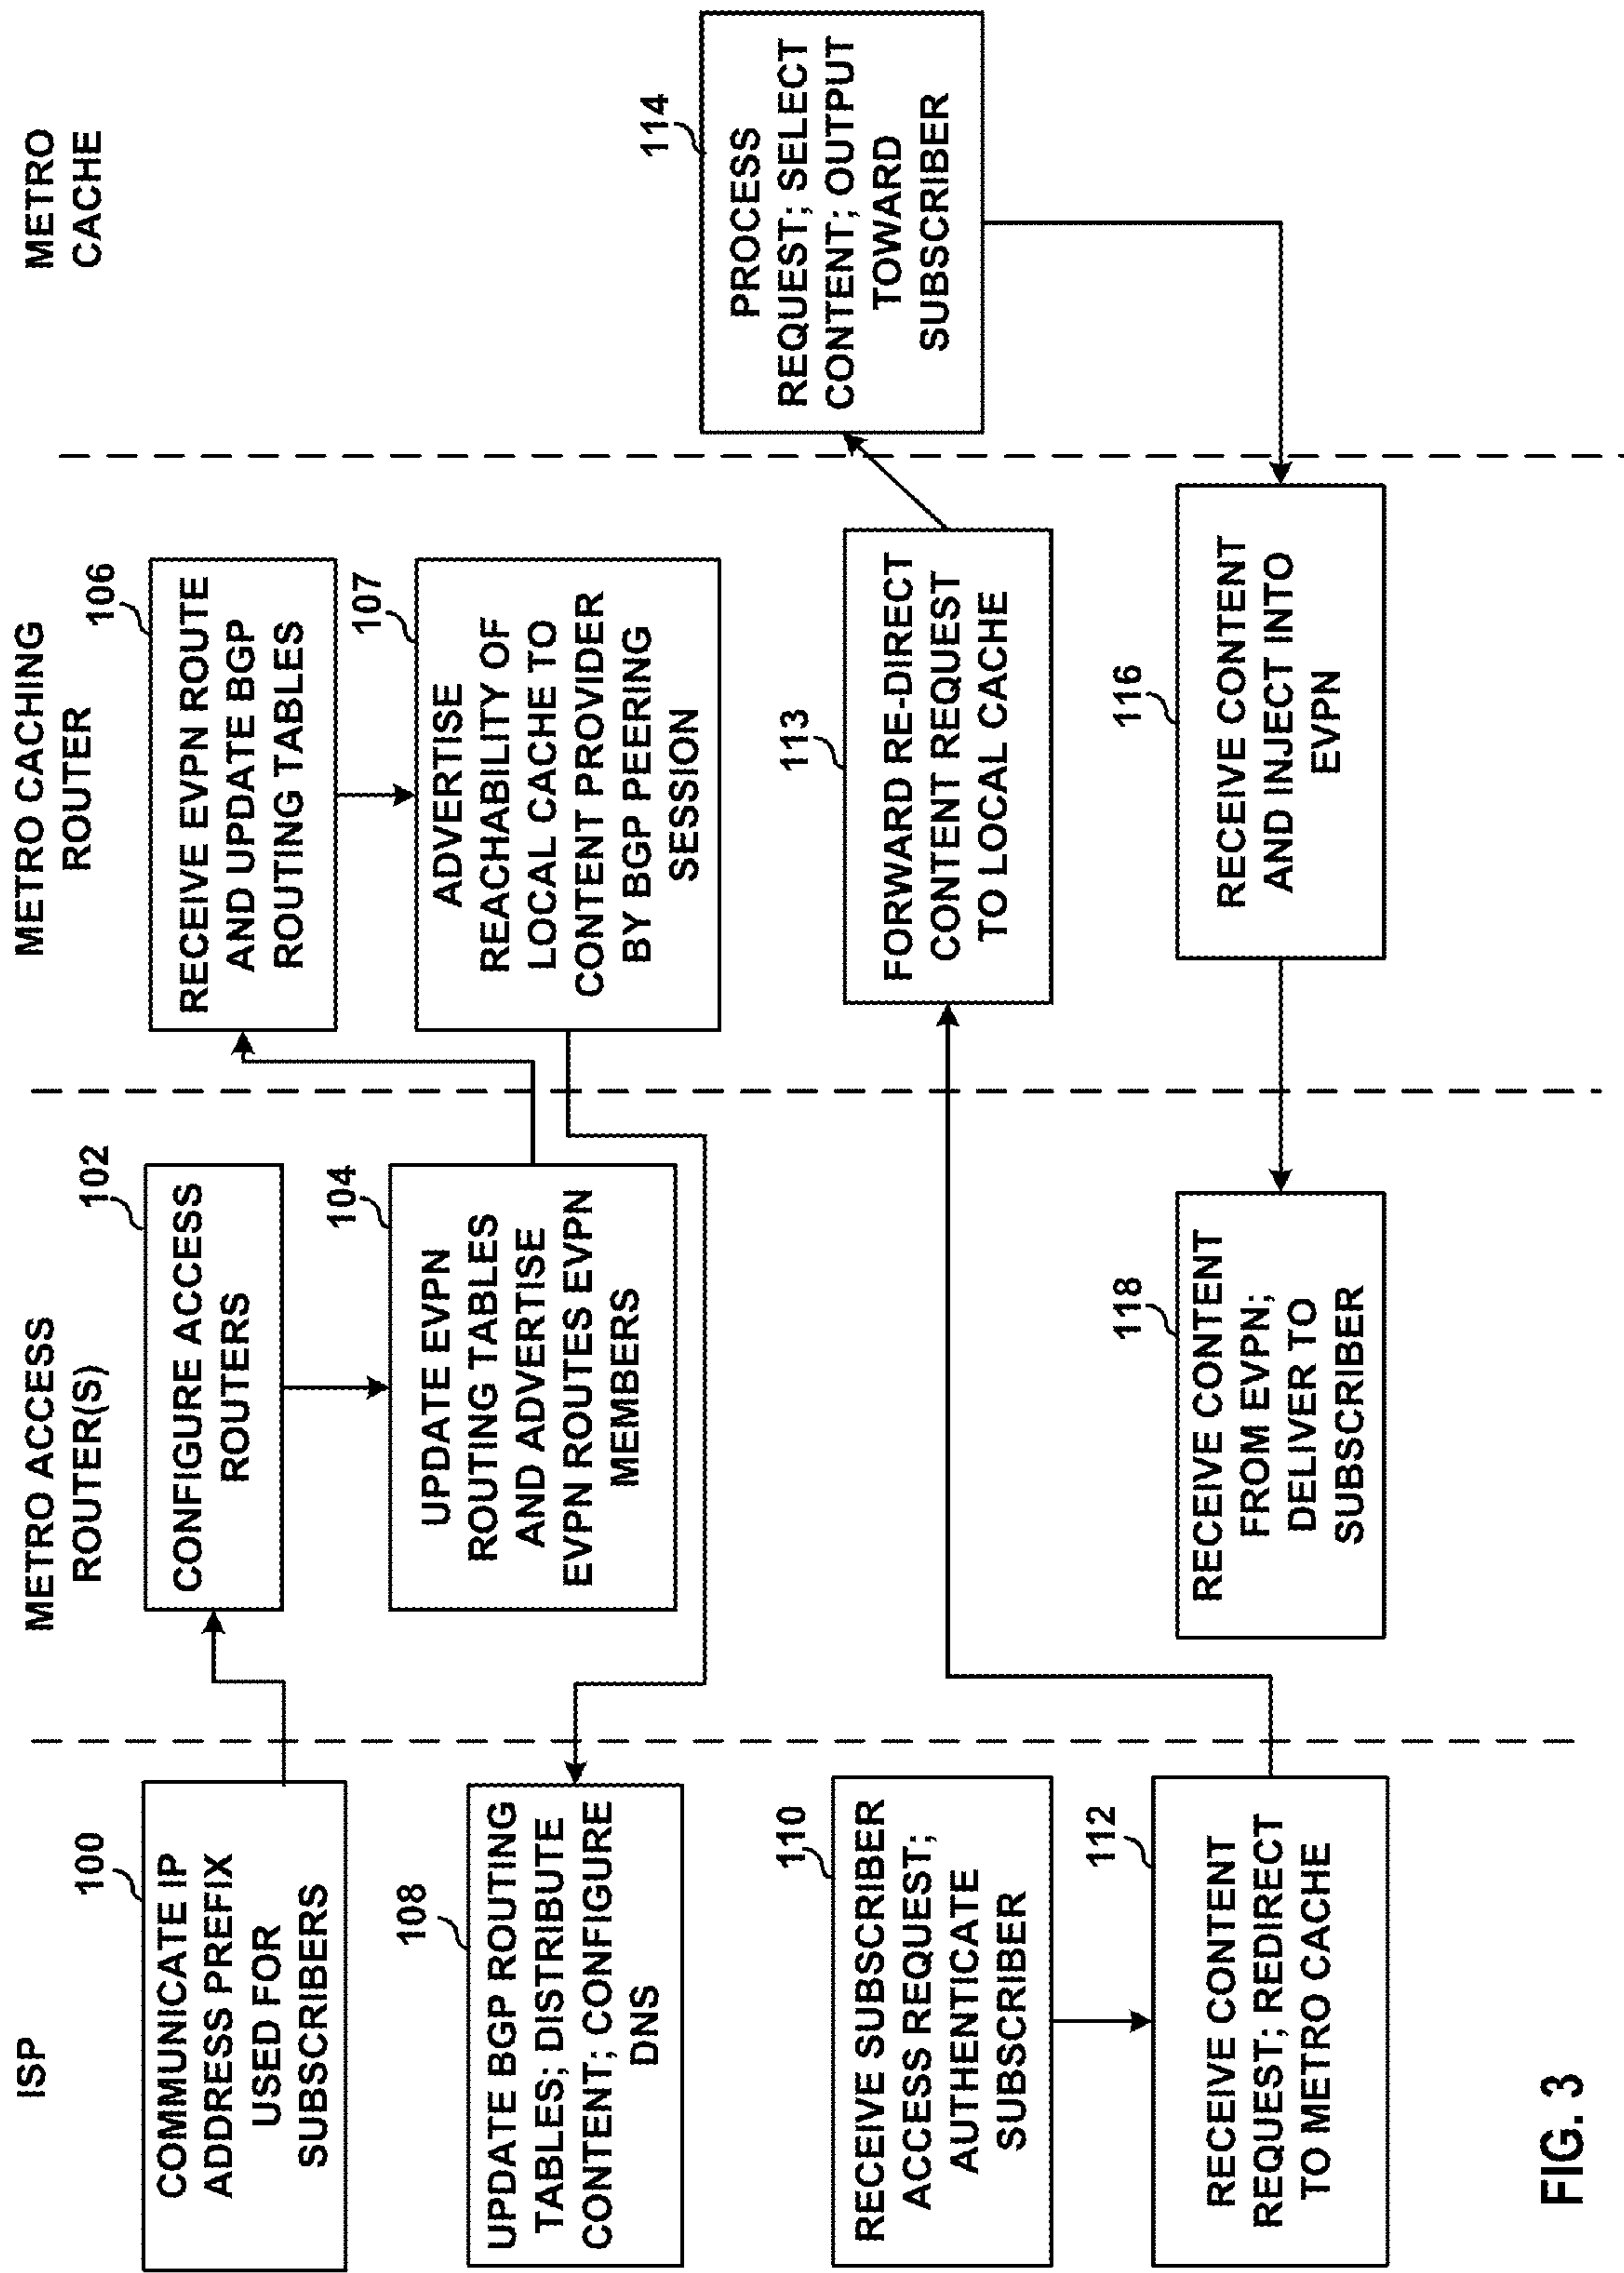 ISP
METRO ACCESS
ROUTER(S)
METRO CACHING
ROUTER
METRO
CACHE
100
COMMUNICATE IP
ADDRESS PREFIX
USED FOR
SUBSCRIBERS
102
CONFIGURE ACCESS
ROUTERS
104
UPDATE EVPN
ROUTING TABLES
AND ADVERTISE
EVPN ROUTES EVPN
MEMBERS
106
RECEIVE EVPN ROUTE
AND UPDATE BGP
ROUTING TABLES
107
ADVERTISE
REACHABILITY OF
LOCAL CACHE TO
CONTENT PROVIDER
BY BGP PEERING
SESSION
108
UPDATE BGP ROUTING
TABLES; DISTRIBUTE
CONTENT; CONFIGURE
DNS
110
RECEIVE SUBSCRIBER
ACCESS REQUEST;
AUTHENTICATE
SUBSCRIBER
112
RECEIVE CONTENT
REQUEST; REDIRECT
TO METRO CACHE
113
FORWARD RE-DIRECT
CONTENT REQUEST
TO LOCAL CACHE
114
PROCESS
REQUEST; SELECT
CONTENT; OUTPUT
TOWARD
SUBSCRIBER
116
RECEIVE CONTENT
AND INJECT INTO
EVPN
118
RECEIVE CONTENT
FROM EVPN;
DELIVER TO
SUBSCRIBER
FIG. 3